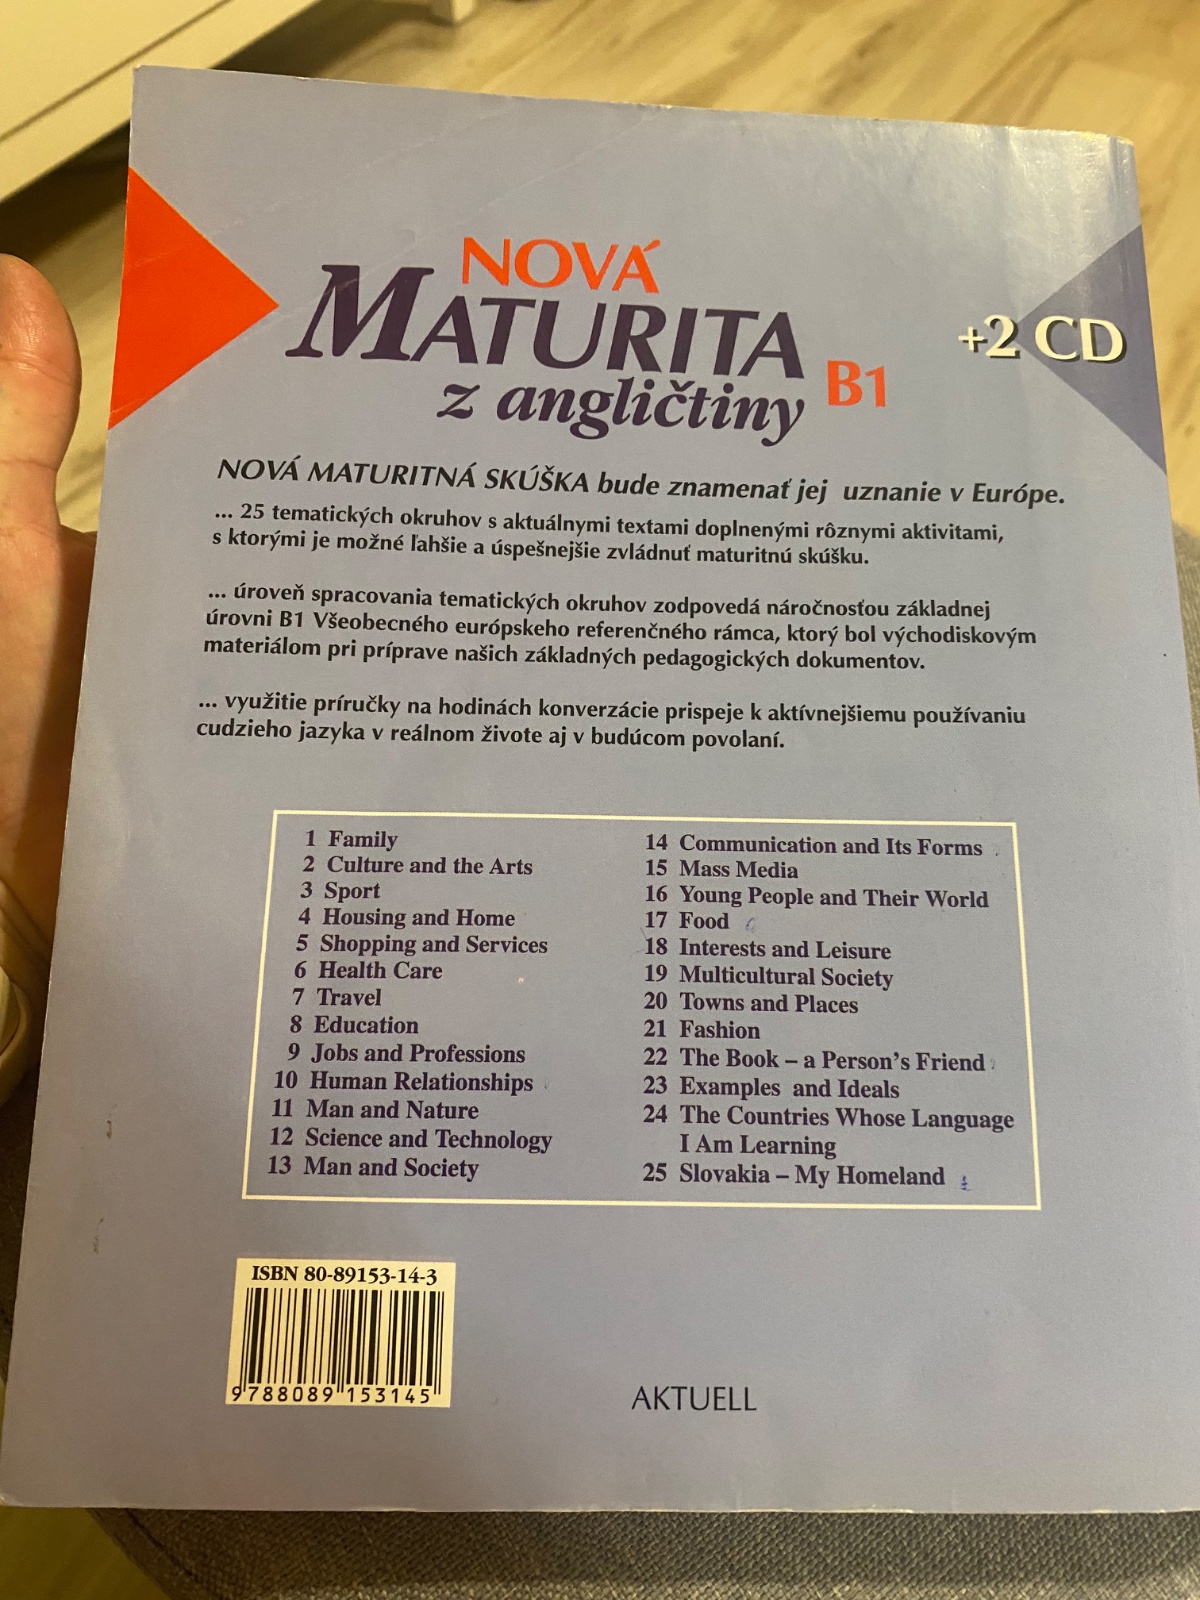 NOVÁ
MATURITA
z angličtiny
B1
+2 CD
NOVÁ MATURITNÁ SKÚŠKA bude znamenať jej uznanie v Európe.
... 25 tematických okruhov s aktuálnymi textami doplnenými rôznymi aktivitami,
s ktorými je možné ľahšie a úspešnejšie zvládnuť maturitnú skúšku.
... úroveň spracovania tematických okruhov zodpovedá náročnosťou základnej
úrovni B1 Všeobecného európskeho referenčného rámca, ktorý bol východiskovým
materiálom pri príprave našich základných pedagogických dokumentov.
... využitie príručky na hodinách konverzácie prispeje k aktívnejšiemu používaniu
cudzieho jazyka v reálnom živote aj v budúcom povolaní.
1 Family
2 Culture and the Arts
3 Sport
4 Housing and Home
5 Shopping and Services
6 Health Care
7 Travel
8 Education
9 Jobs and Professions
10 Human Relationships
11 Man and Nature
12 Science and Technology
13 Man and Society
14 Communication and Its Forms
15 Mass Media
16 Young People and Their World
17 Food
18 Interests and Leisure
19 Multicultural Society
20 Towns and Places
21 Fashion
22 The Book – a Person's Friend
23 Examples and Ideals
24 The Countries Whose Language
I Am Learning
25 Slovakia – My Homeland
ISBN 80-89153-14-3
9 788089 153145
AKTUELL